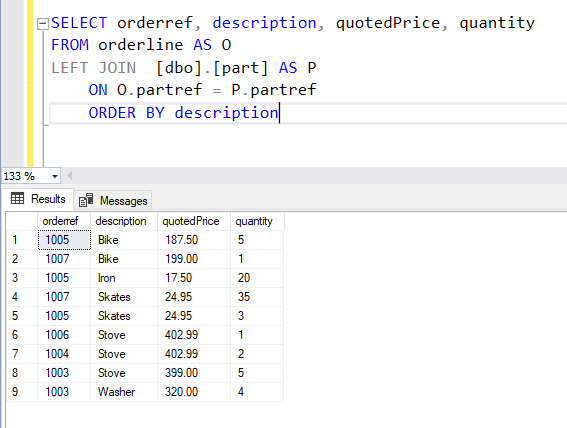 SELECT orderref, description, quotedPrice, quantity
FROM orderline AS O
LEFT JOIN  [dbo].[part] AS P
    ON O.partref = P.partref
    ORDER BY description
133 %
Results Messages
orderref description quotedPrice quantity
1 1005 Bike 187.50 5
2 1007 Bike 199.00 1
3 1005 Iron 17.50 20
4 1007 Skates 24.95 35
5 1005 Skates 24.95 3
6 1006 Stove 402.99 1
7 1004 Stove 402.99 2
8 1003 Stove 399.00 5
9 1003 Washer 320.00 4